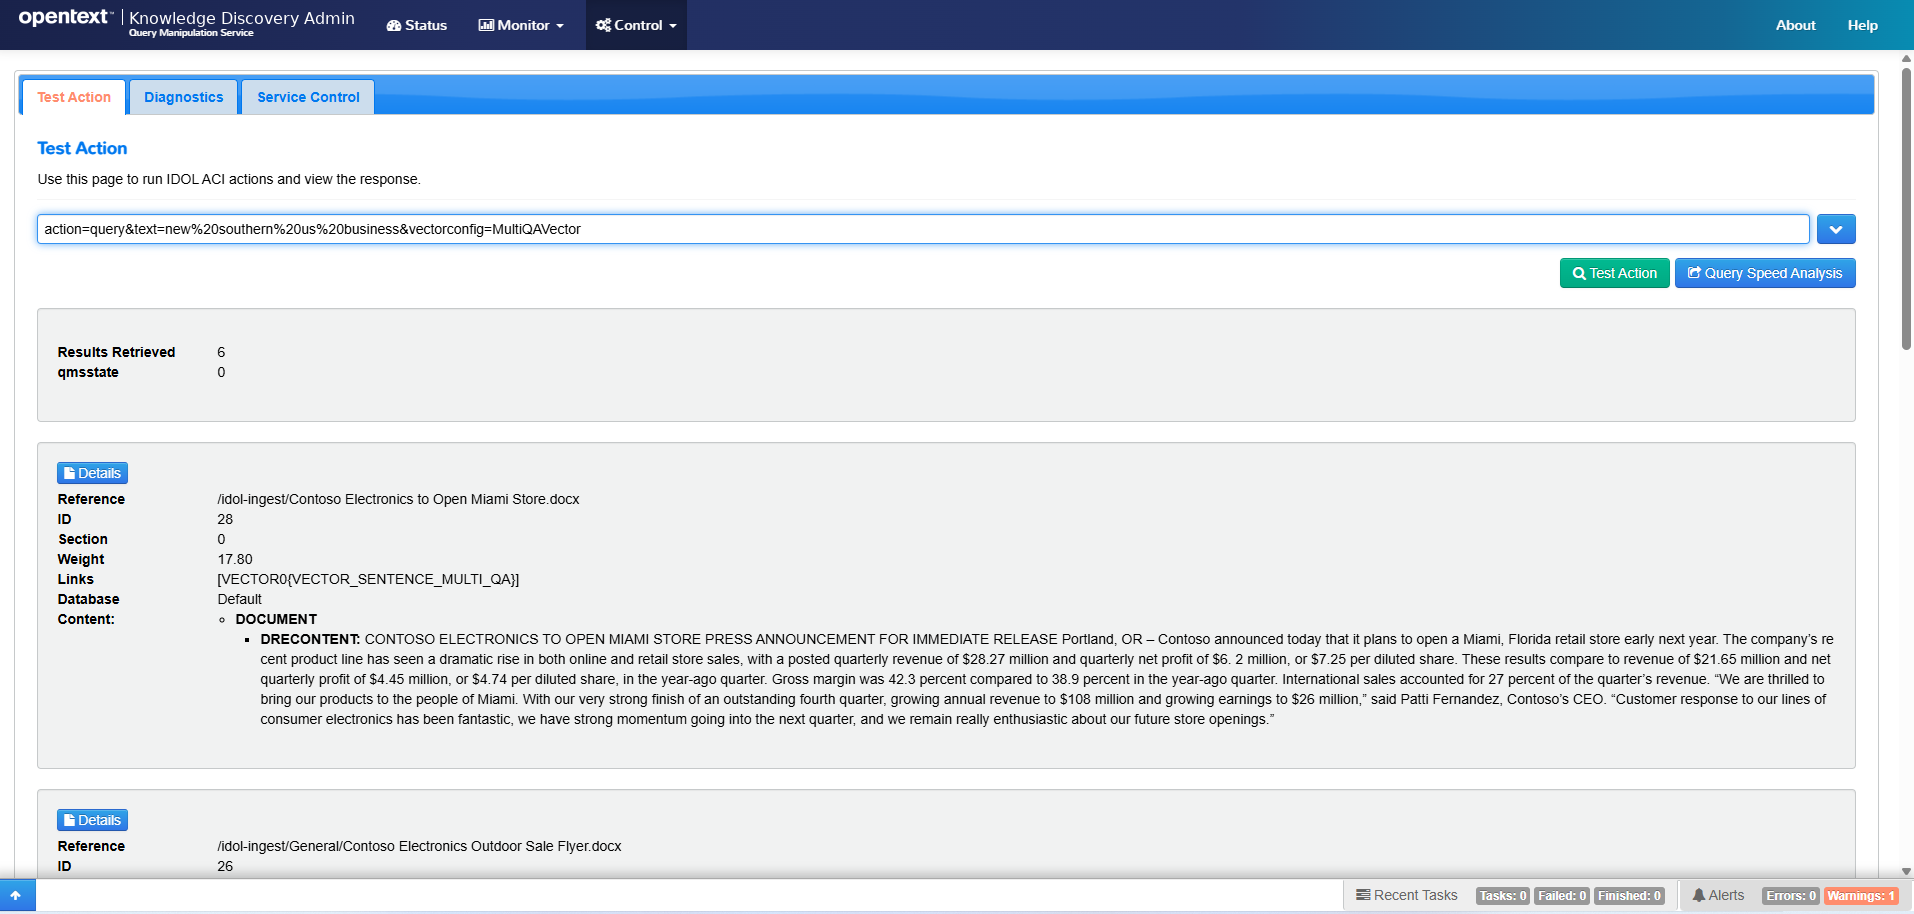 opentext™ Knowledge Discovery Admin
Query Manipulation Service
Status
Monitor
Control
About
Help
Test Action
Diagnostics
Service Control
Test Action
Use this page to run IDOL ACI actions and view the response.
action=query&text=new%20southern%20us%20business&vectorconfig=MultiQAVector
Test Action
Query Speed Analysis
Results Retrieved 6
qmsstate 0
Details
Reference /idol-ingest/Contoso Electronics to Open Miami Store.docx
ID 28
Section 0
Weight 17.80
Links [VECTOR0{VECTOR_SENTENCE_MULTI_QA}]
Database Default
Content: DOCUMENT
DRECONTENT: CONTOSO ELECTRONICS TO OPEN MIAMI STORE PRESS ANNOUNCEMENT FOR IMMEDIATE RELEASE Portland, OR – Contoso announced today that it plans to open a Miami, Florida retail store early next year. The company’s re
cent product line has seen a dramatic rise in both online and retail store sales, with a posted quarterly revenue of $28.27 million and quarterly net profit of $6. 2 million, or $7.25 per diluted share. These results compare to revenue of $21.65 million and net
quarterly profit of $4.45 million, or $4.74 per diluted share, in the year-ago quarter. Gross margin was 42.3 percent compared to 38.9 percent in the year-ago quarter. International sales accounted for 27 percent of the quarter’s revenue. “We are thrilled to
bring our products to the people of Miami. With our very strong finish of an outstanding fourth quarter, growing annual revenue to $108 million and growing earnings to $26 million,” said Patti Fernandez, Contoso’s CEO. “Customer response to our lines of
consumer electronics has been fantastic, we have strong momentum going into the next quarter, and we remain really enthusiastic about our future store openings.”
Details
Reference /idol-ingest/General/Contoso Electronics Outdoor Sale Flyer.docx
ID 26
Recent Tasks Tasks: 0 Failed: 0 Finished: 0 Alerts Errors: 0 Warnings: 1